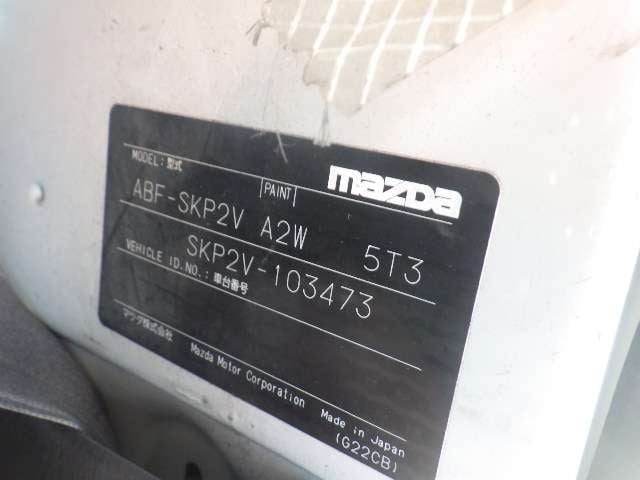 mazda
MODEL:型式 PAINT
ABF-SKP2V A2W 5T3
SKP2V-103473
VEHICLE ID.NO.:車台番号
マツダ株式会社 Mazda Motor Corporation Made in Japan
(G22CB)